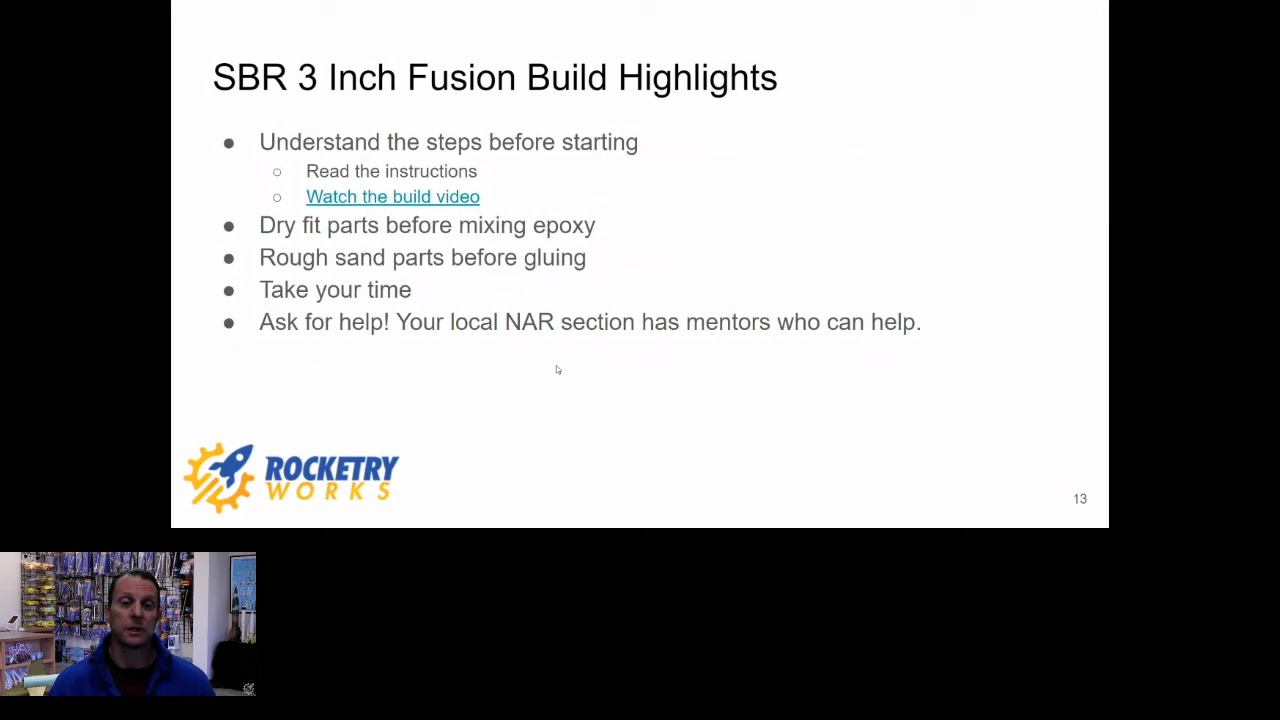 SBR 3 Inch Fusion Build Highlights
Understand the steps before starting
Read the instructions
Watch the build video
Dry fit parts before mixing epoxy
Rough sand parts before gluing
Take your time
Ask for help! Your local NAR section has mentors who can help.
ROCKETRY
WORKS
13